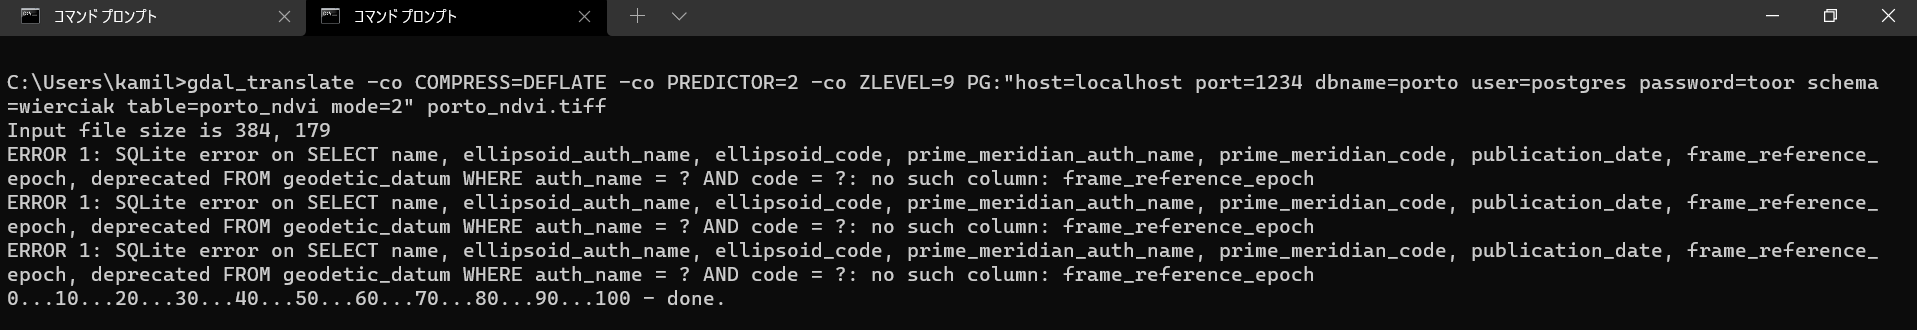 コマンド プロンプト
コマンド プロンプト
C:\Users\kamil>gdal_translate -co COMPRESS=DEFLATE -co PREDICTOR=2 -co ZLEVEL=9 PG:"host=localhost port=1234 dbname=porto user=postgres password=toor schema
=wierciak table=porto_ndvi mode=2" porto_ndvi.tiff
Input file size is 384, 179
ERROR 1: SQLite error on SELECT name, ellipsoid_auth_name, ellipsoid_code, prime_meridian_auth_name, prime_meridian_code, publication_date, frame_reference_
epoch, deprecated FROM geodetic_datum WHERE auth_name = ? AND code = ?: no such column: frame_reference_epoch
ERROR 1: SQLite error on SELECT name, ellipsoid_auth_name, ellipsoid_code, prime_meridian_auth_name, prime_meridian_code, publication_date, frame_reference_
epoch, deprecated FROM geodetic_datum WHERE auth_name = ? AND code = ?: no such column: frame_reference_epoch
ERROR 1: SQLite error on SELECT name, ellipsoid_auth_name, ellipsoid_code, prime_meridian_auth_name, prime_meridian_code, publication_date, frame_reference_
epoch, deprecated FROM geodetic_datum WHERE auth_name = ? AND code = ?: no such column: frame_reference_epoch
0...10...20...30...40...50...60...70...80...90...100 - done.